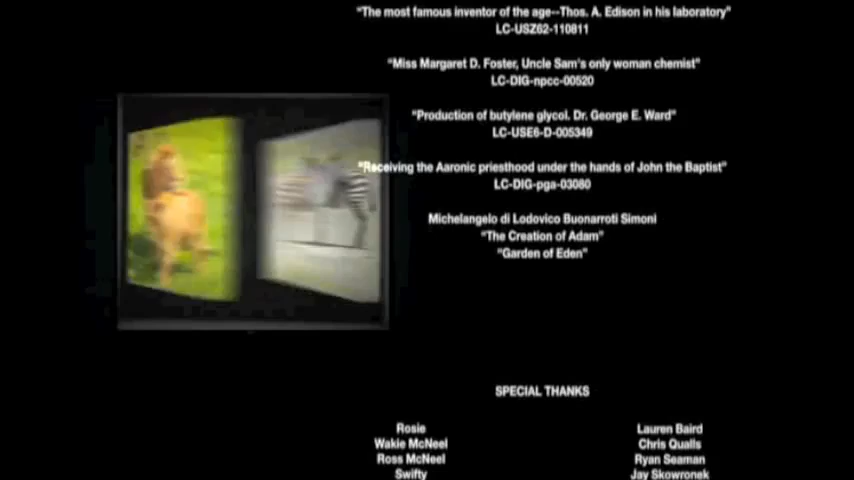 "The most famous inventor of the age--Thos. A. Edison in his laboratory"
LC-USZ62-110811
"Miss Margaret D. Foster, Uncle Sam's only woman chemist"
LC-DIG-npcc-00520
"Production of butylene glycol. Dr. George E. Ward"
LC-USE6-D-005349
"Receiving the Aaronic priesthood under the hands of John the Baptist"
LC-DIG-pga-03080
Michelangelo di Lodovico Buonarroti Simoni
"The Creation of Adam"
"Garden of Eden"
SPECIAL THANKS
Rosie
Wakie McNeel
Ross McNeel
Swifty
Lauren Baird
Chris Qualls
Ryan Seaman
Jay Skowronek